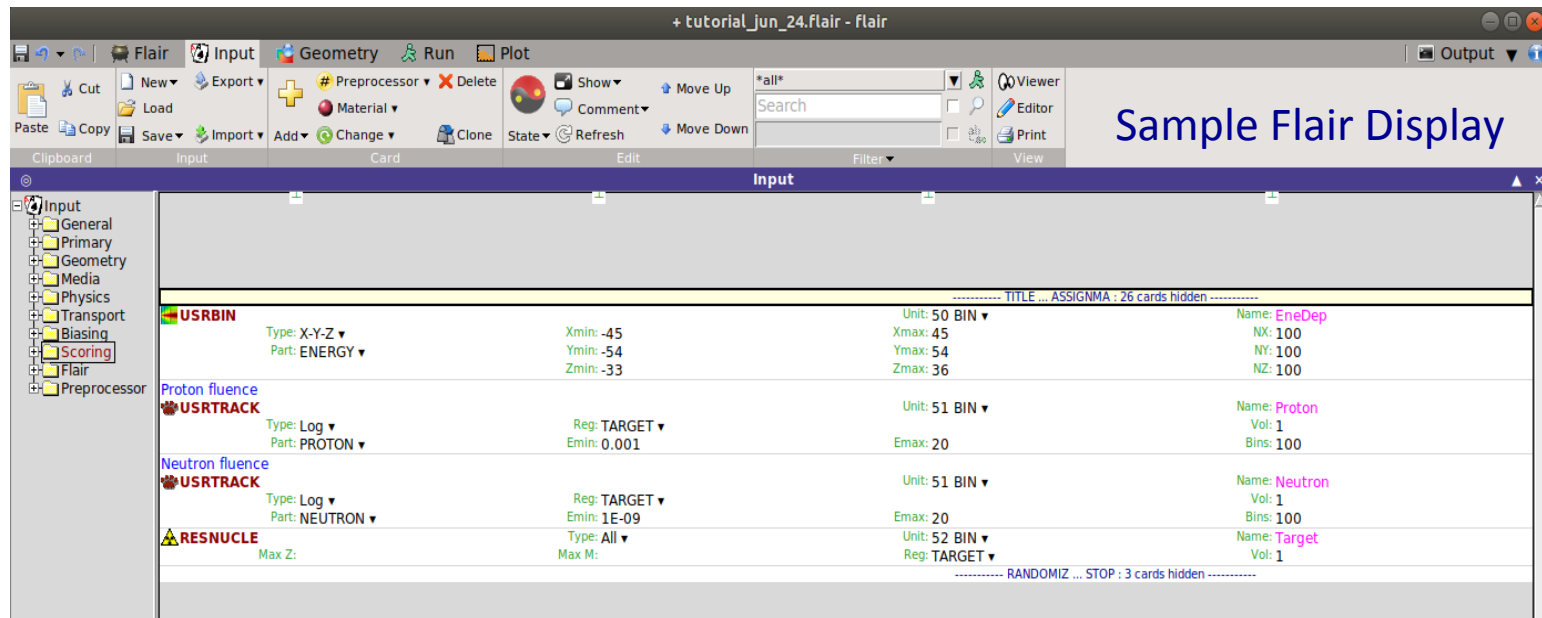 + tutorial_jun_24.flair - flair
Flair Input Geometry Run Plot Output
Cut New Export # Preprocessor Delete Show Move Up *all* Viewer
Load Material Comment Search Editor
Paste Copy Save Import Add Change Clone State Refresh Move Down Print
Clipboard Input Card Edit Filter View
Sample Flair Display
Input
Input
General
Primary
Geometry
Media
Physics
Transport
Biasing
Scoring
Flair
Preprocessor
----------- TITLE ... ASSIGNMA : 26 cards hidden -----------
USRBIN Unit: 50 BIN Name: EneDep
Type: X-Y-Z Xmin: -45 Xmax: 45 NX: 100
Part: ENERGY Ymin: -54 Ymax: 54 NY: 100
Zmin: -33 Zmax: 36 NZ: 100
Proton fluence
USRTRACK Unit: 51 BIN Name: Proton
Type: Log Reg: TARGET Vol: 1
Part: PROTON Emin: 0.001 Emax: 20 Bins: 100
Neutron fluence
USRTRACK Unit: 51 BIN Name: Neutron
Type: Log Reg: TARGET Vol: 1
Part: NEUTRON Emin: 1E-09 Emax: 20 Bins: 100
RESNUCLE Type: All Unit: 52 BIN Name: Target
Max Z: Max M: Reg: TARGET Vol: 1
----------- RANDOMIZ ... STOP : 3 cards hidden -----------